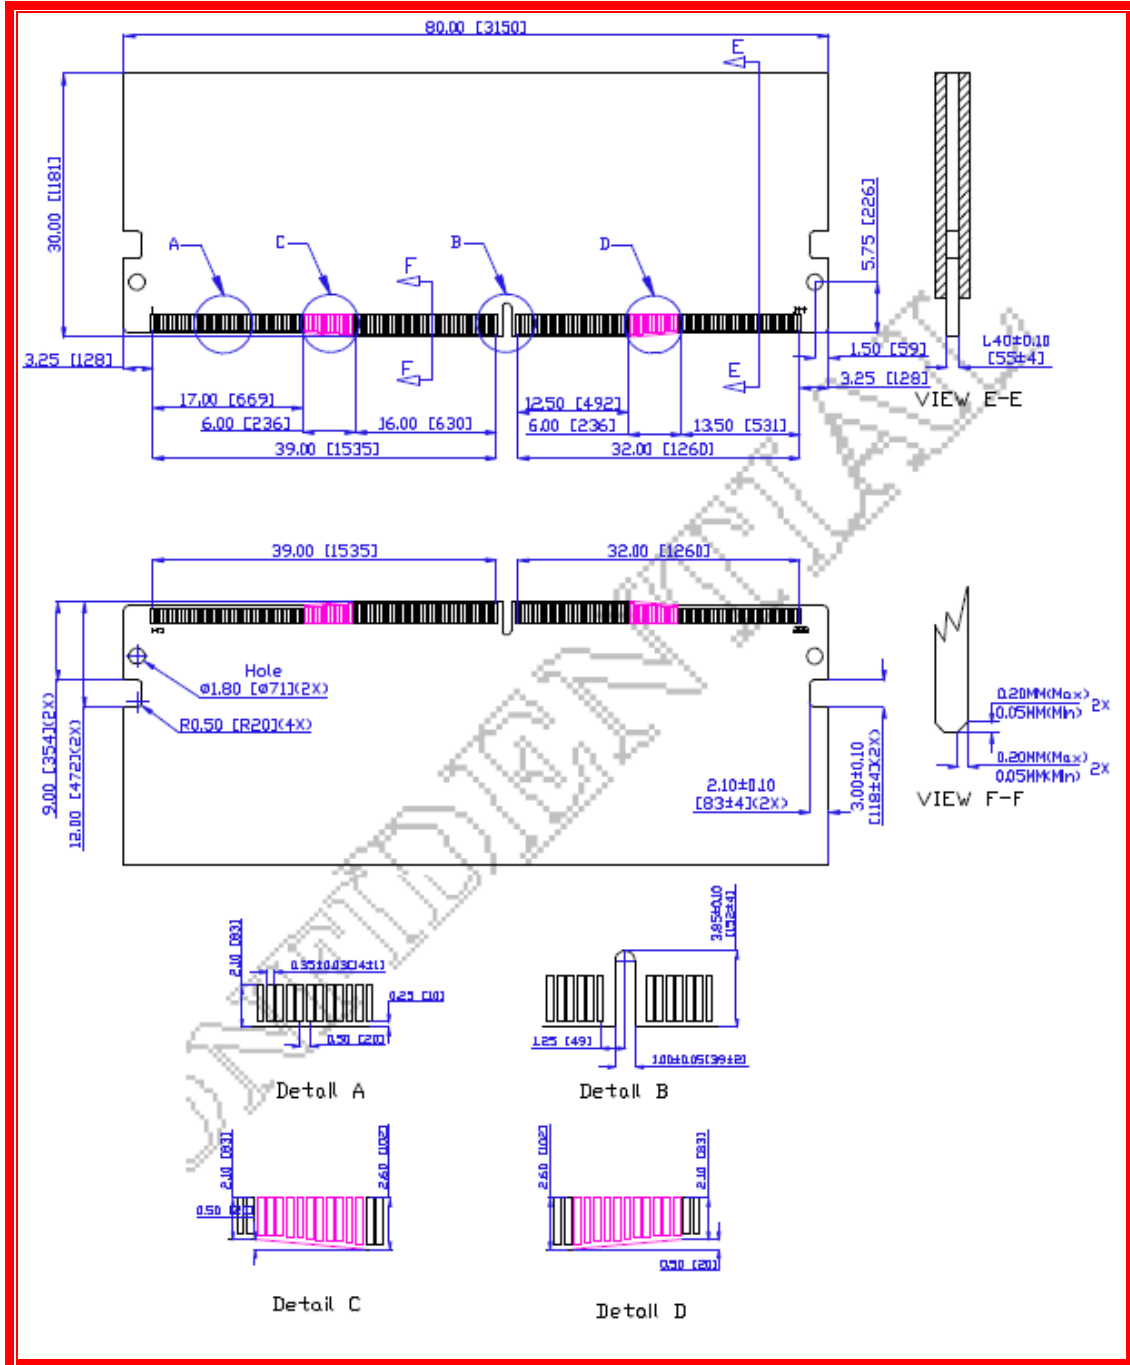 80.00 [3150]
E
30.00 [1181]
A
C
F
B
D
5.75 [226]
3.25 [128]
F
E
1.50 [59]
3.25 [128]
1.40±0.10
[55±4]
VIEW E-E
17.00 [669]
12.50 [492]
6.00 [236]
16.00 [630]
6.00 [236]
13.50 [531]
39.00 [1535]
32.00 [1260]
39.00 [1535]
32.00 [1260]
Hole
ø1.80 [ø71](2X)
R0.50 [R20](4X)
9.00 [354](2X)
12.00 [472](2X)
2.10±0.10
[83±4](2X)
3.00±0.10
[118±4](2X)
0.20MM(Max)
0.05MM(Min)
2X
0.20MM(Max)
0.05MM(Min)
2X
VIEW F-F
2.10 [83]
0.35±0.03[14±1]
0.25 [10]
0.50 [20]
Detail A
3.85±0.10
[152±4]
1.25 [49]
1.00±0.05[39±2]
Detail B
2.10 [83]
2.60 [102]
0.50
Detail C
2.60 [102]
2.10 [83]
0.50 [20]
Detail D
CONFIDENTIAL